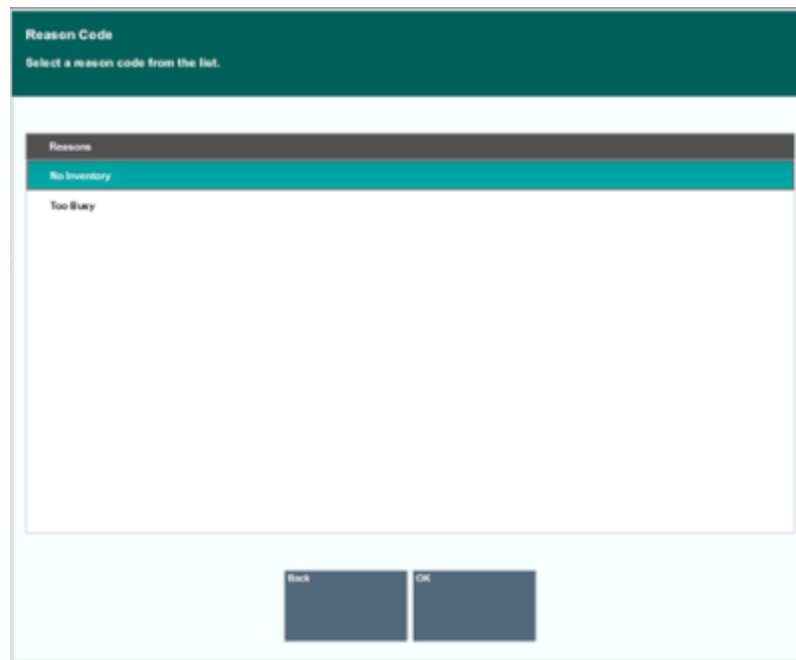 Reason Code
Select a reason code from the list.
Reasons
No Inventory
Too Busy
Back
OK